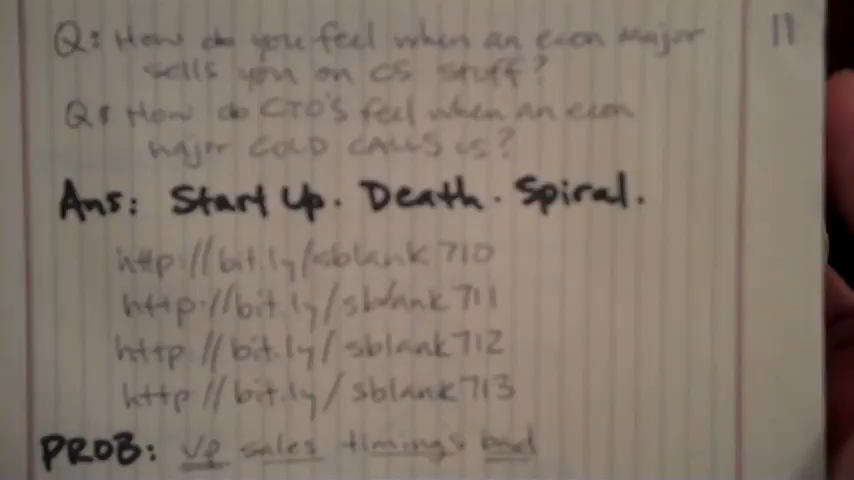 Q: How do you feel when an econ major 11
sells you on CS stuff?
Q: How do CTO'S feel when an econ
major COLD CALLS us?
Ans: Start Up. Death. Spiral.
http://bit.ly/sblank710
http://bit.ly/sblank711
http://bit.ly/sblank712
http://bit.ly/sblank713
PROB: VP sales timings bad